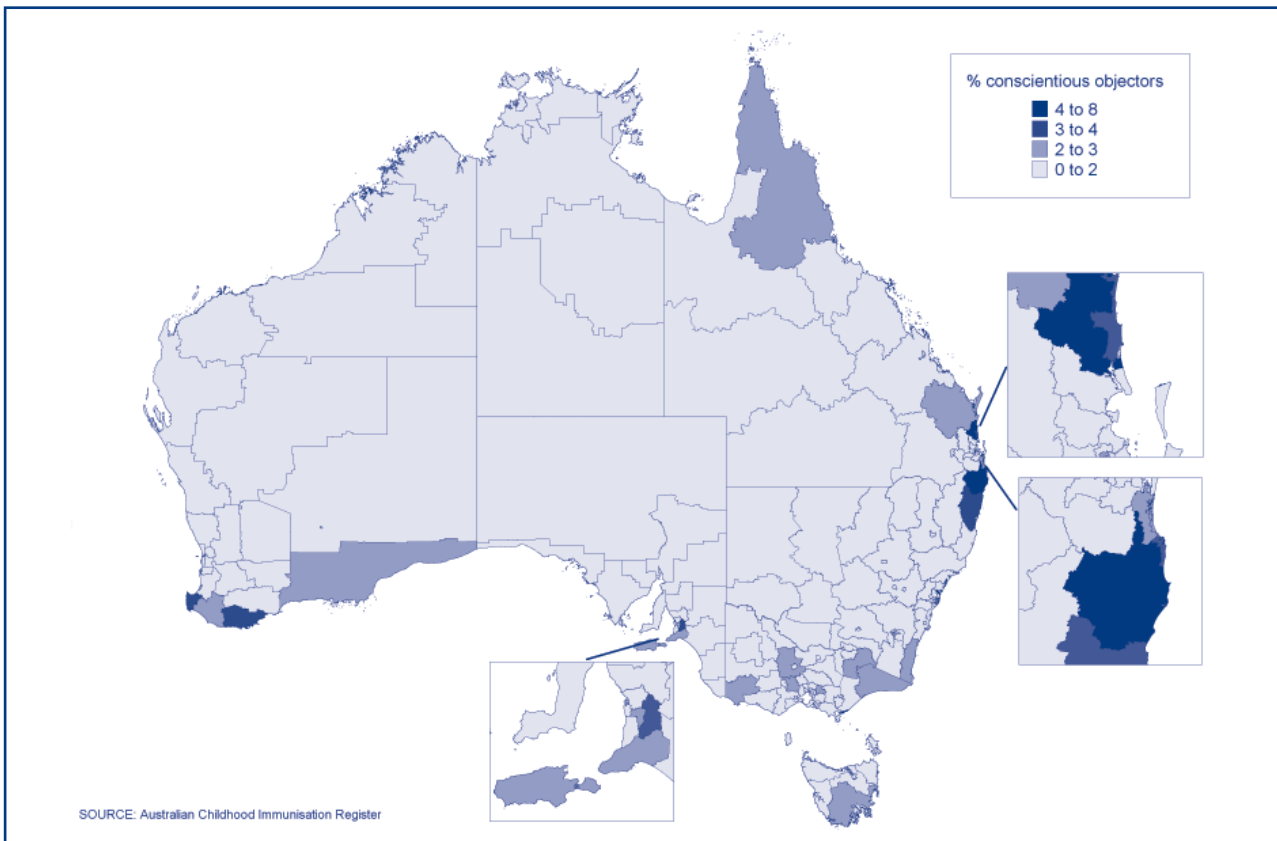 % conscientious objectors
4 to 8
3 to 4
2 to 3
0 to 2
SOURCE: Australian Childhood Immunisation Register